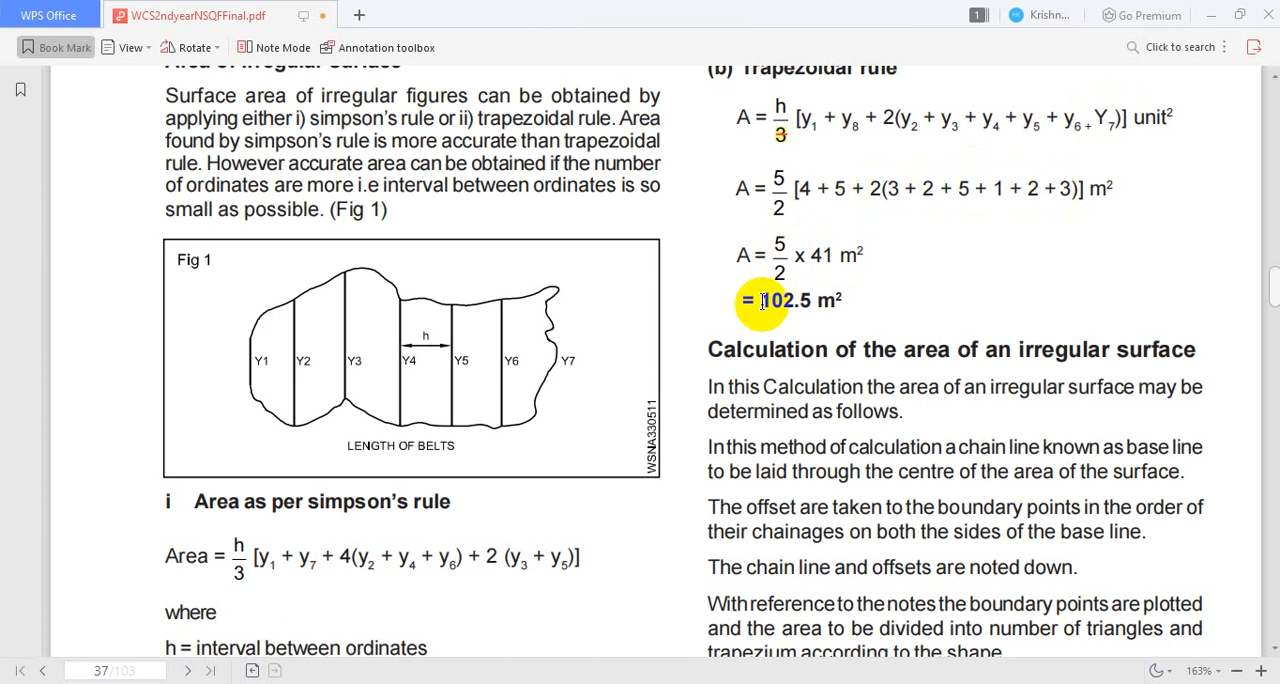 WPS Office
WCS2ndyearNSQFFinal.pdf
1
Krishn...
Go Premium
Book Mark
View
Rotate
Note Mode
Annotation toolbox
Click to search
Area of irregular surface
Surface area of irregular figures can be obtained by
applying either i) simpson's rule or ii) trapezoidal rule. Area
found by simpson's rule is more accurate than trapezoidal
rule. However accurate area can be obtained if the number
of ordinates are more i.e interval between ordinates is so
small as possible. (Fig 1)
Fig 1
h
Y1 Y2 Y3 Y4 Y5 Y6 Y7
LENGTH OF BELTS
WSNA330511
i Area as per simpson's rule
Area = h/3 [y₁ + y₇ + 4(y₂ + y₄ + y₆) + 2 (y₃ + y₅)]
where
h = interval between ordinates
(b) Trapezoidal rule
A = h/3 [y₁ + y₈ + 2(y₂ + y₃ + y₄ + y₅ + y₆ + Y₇)] unit²
A = 5/2 [4 + 5 + 2(3 + 2 + 5 + 1 + 2 + 3)] m²
A = 5/2 x 41 m²
= 102.5 m²
Calculation of the area of an irregular surface
In this Calculation the area of an irregular surface may be
determined as follows.
In this method of calculation a chain line known as base line
to be laid through the centre of the area of the surface.
The offset are taken to the boundary points in the order of
their chainages on both the sides of the base line.
The chain line and offsets are noted down.
With reference to the notes the boundary points are plotted
and the area to be divided into number of triangles and
trapezium according to the shape.
37/103
163%